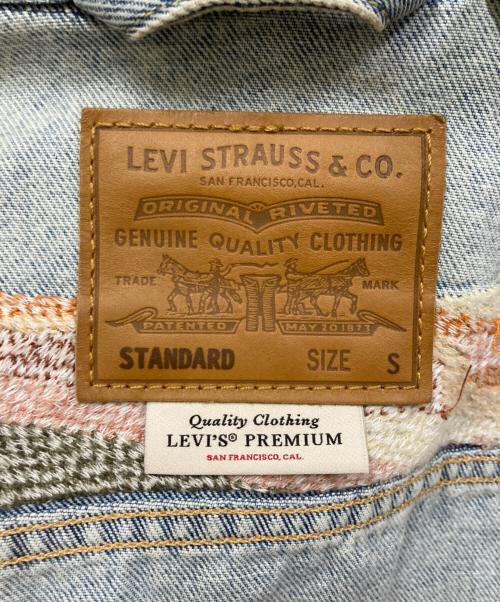 LEVI STRAUSS & CO.
SAN FRANCISCO, CAL.
ORIGINAL RIVETED
GENUINE QUALITY CLOTHING
TRADE MARK
PATENTED MAY 20 1873
STANDARD SIZE S
Quality Clothing
LEVI'S® PREMIUM
SAN FRANCISCO, CAL.